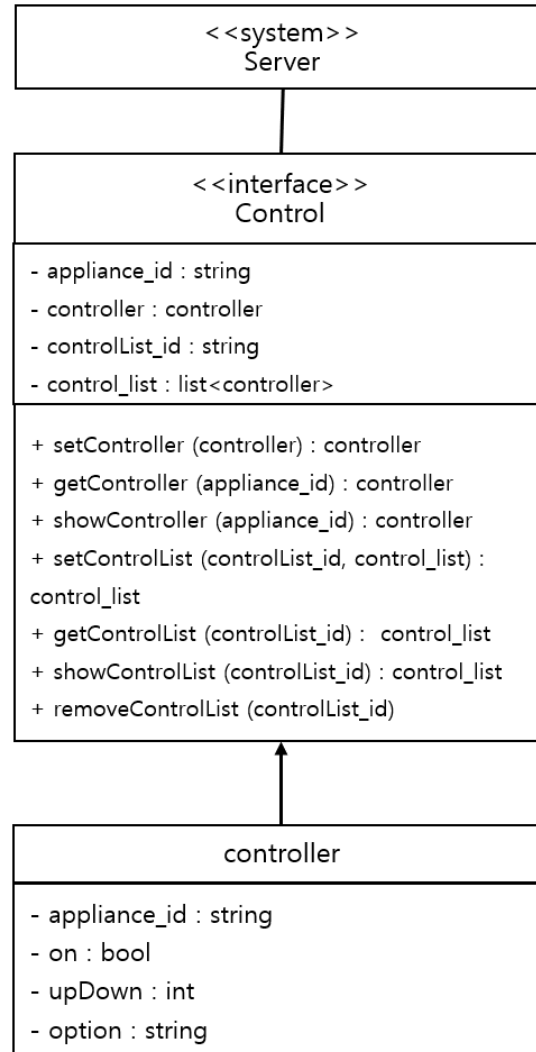 <<system>>
Server
<<interface>>
Control
- appliance_id : string
- controller : controller
- controlList_id : string
- control_list : list<controller>
+ setController (controller) : controller
+ getController (appliance_id) : controller
+ showController (appliance_id) : controller
+ setControlList (controlList_id, control_list) :
control_list
+ getControlList (controlList_id) :  control_list
+ showControlList (controlList_id) : control_list
+ removeControlList (controlList_id)
controller
- appliance_id : string
- on : bool
- upDown : int
- option : string